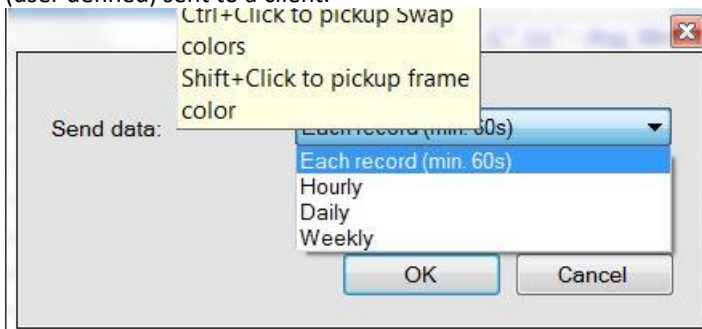 (user defined) sent to a client.
Ctrl+Click to pickup Swap
colors
Shift+Click to pickup frame
color
Send data:
Each record (min. 60s)
Each record (min. 60s)
Hourly
Daily
Weekly
OK
Cancel